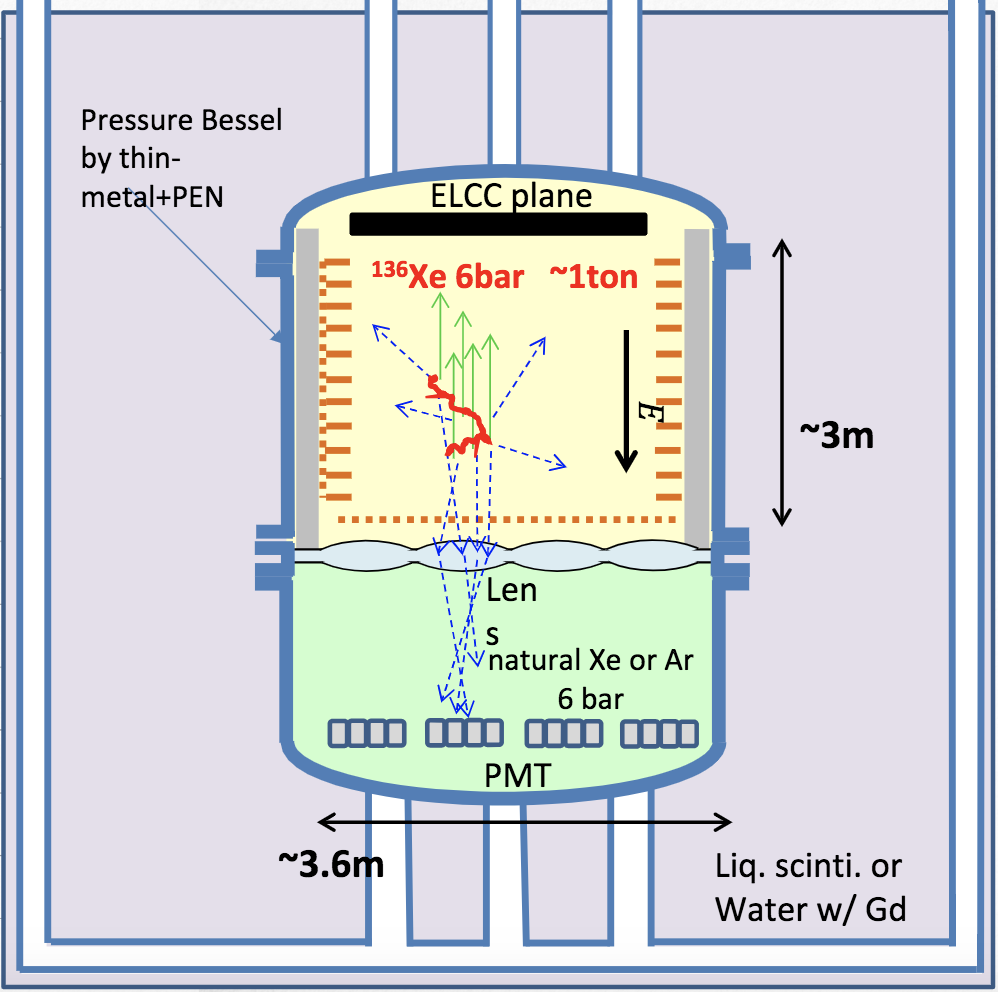 Pressure Bessel
by thin-
metal+PEN
ELCC plane
¹³⁶Xe 6bar ~1ton
E
~3m
Len
s
natural Xe or Ar
6 bar
PMT
~3.6m
Liq. scinti. or
Water w/ Gd